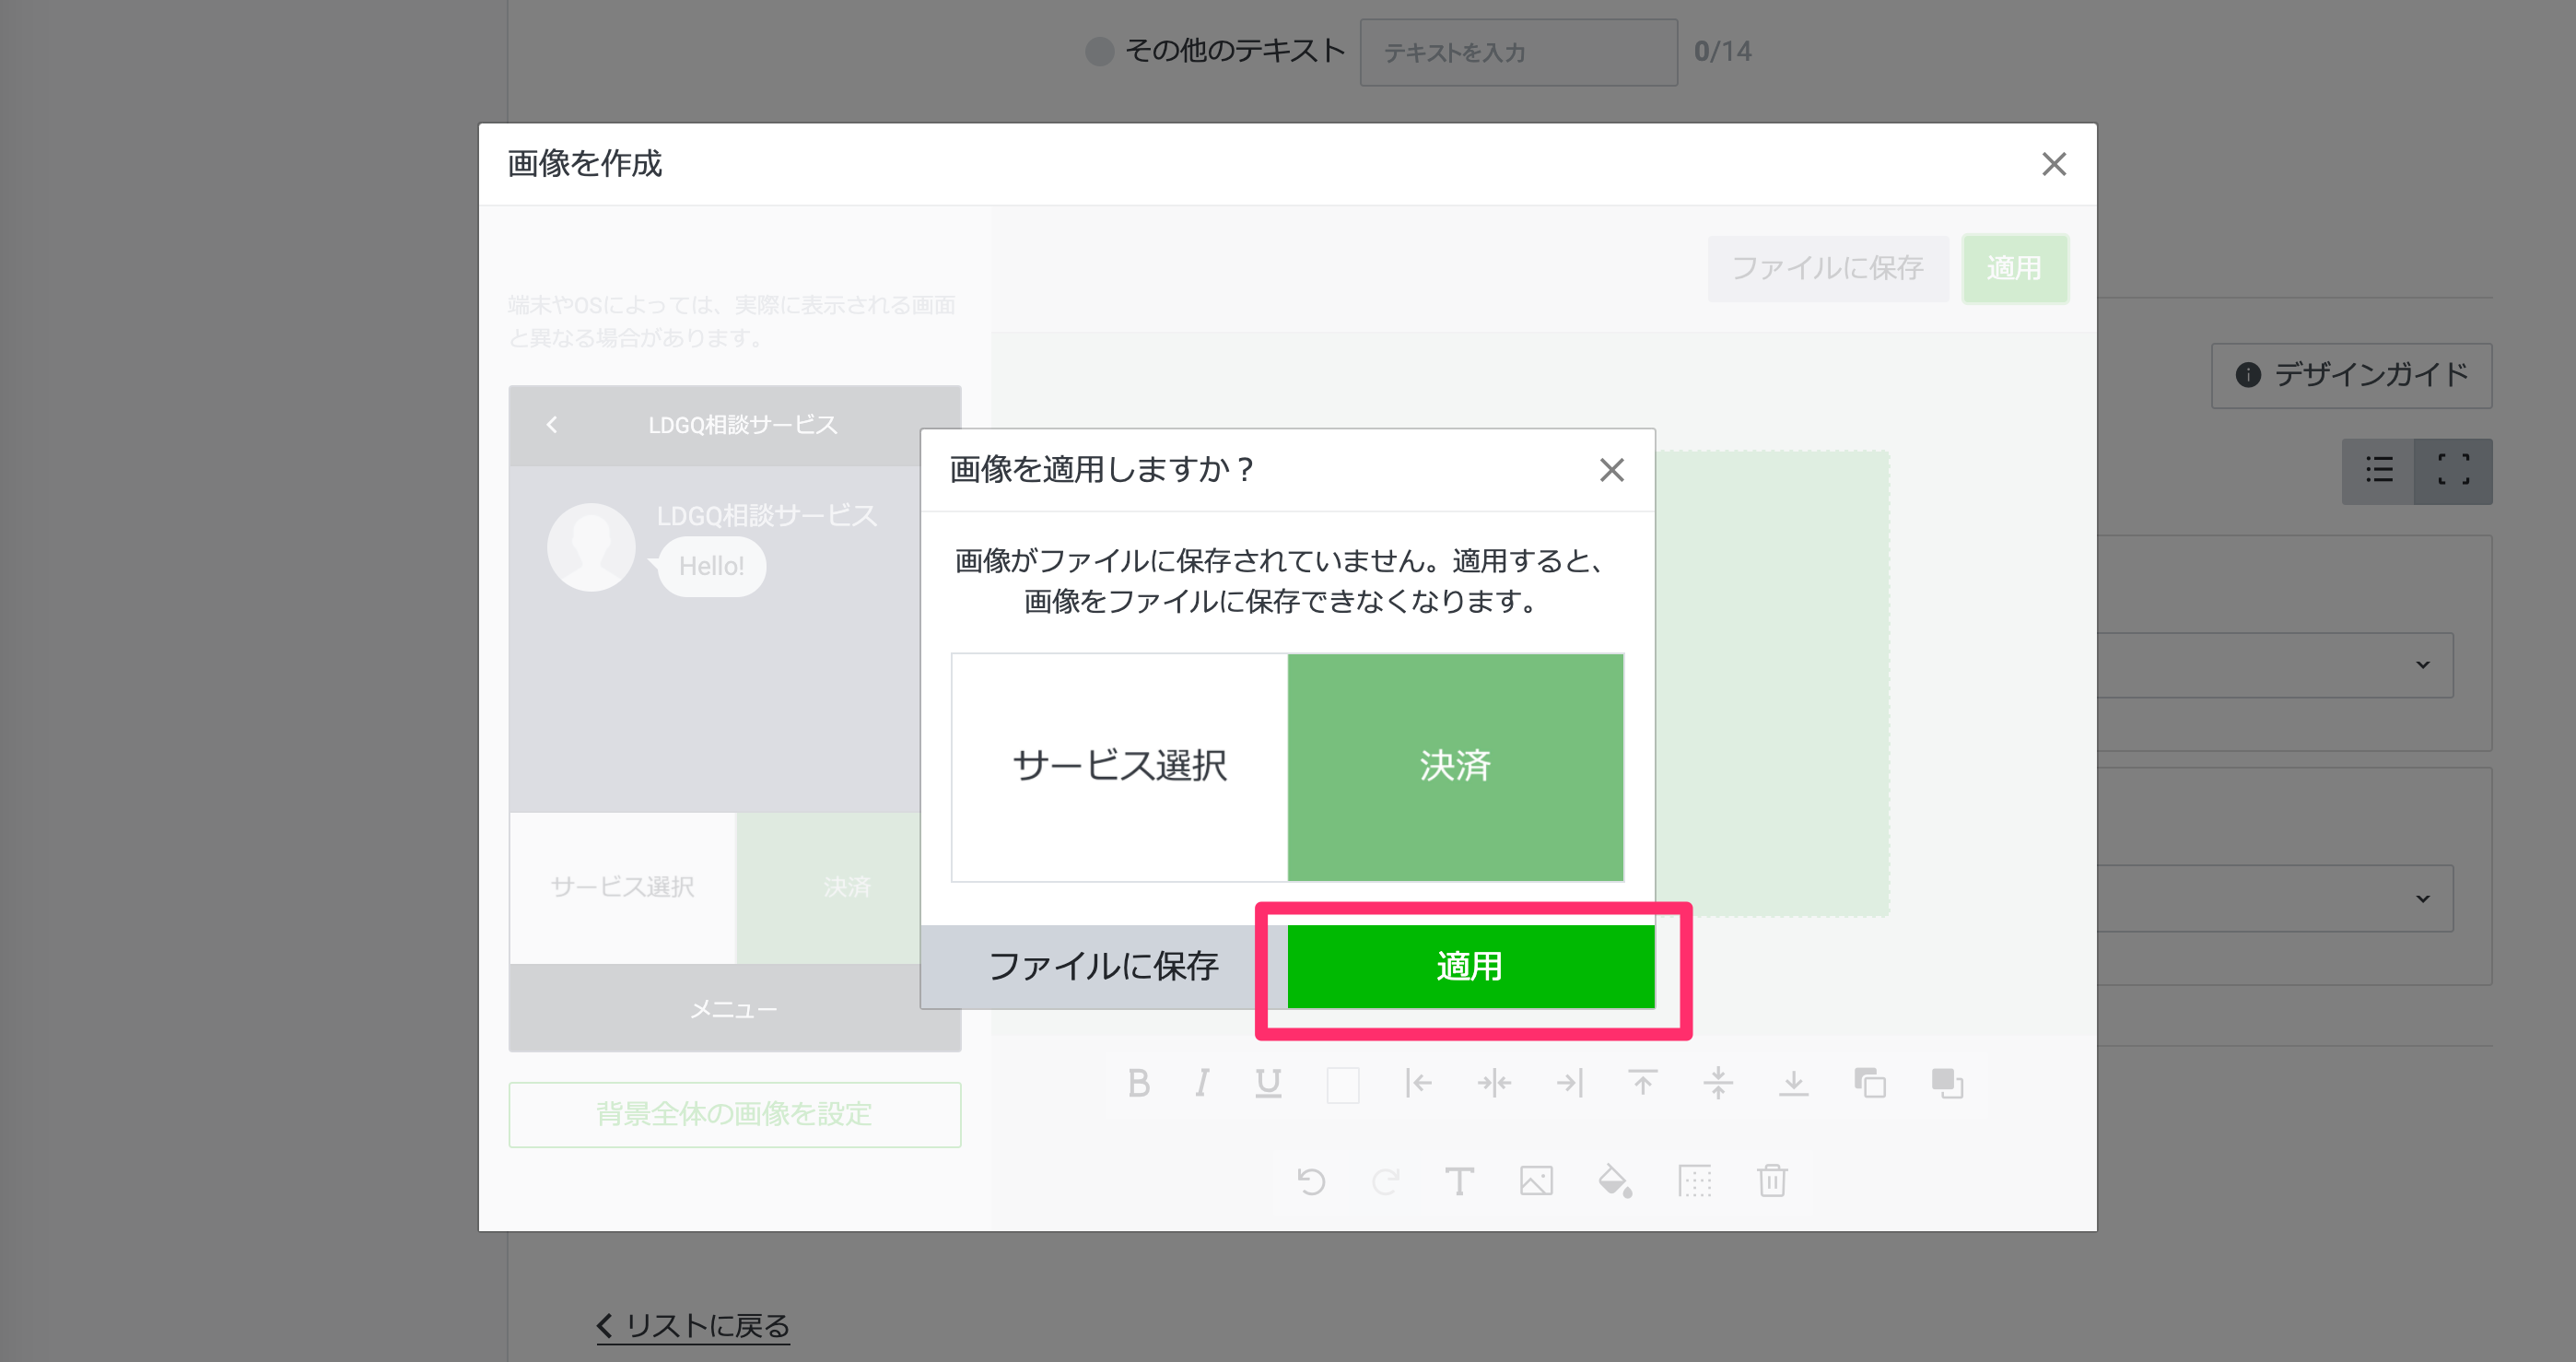 その他のテキスト テキストを入力 0/14
画像を作成
ファイルに保存 適用
端末やOSによっては、実際に表示される画面
と異なる場合があります。
デザインガイド
LDGQ相談サービス
LDGQ相談サービス
Hello!
画像を適用しますか？
画像がファイルに保存されていません。適用すると、
画像をファイルに保存できなくなります。
サービス選択 決済
サービス選択 決済
ファイルに保存 適用
メニュー
背景全体の画像を設定
B I U
T
リストに戻る